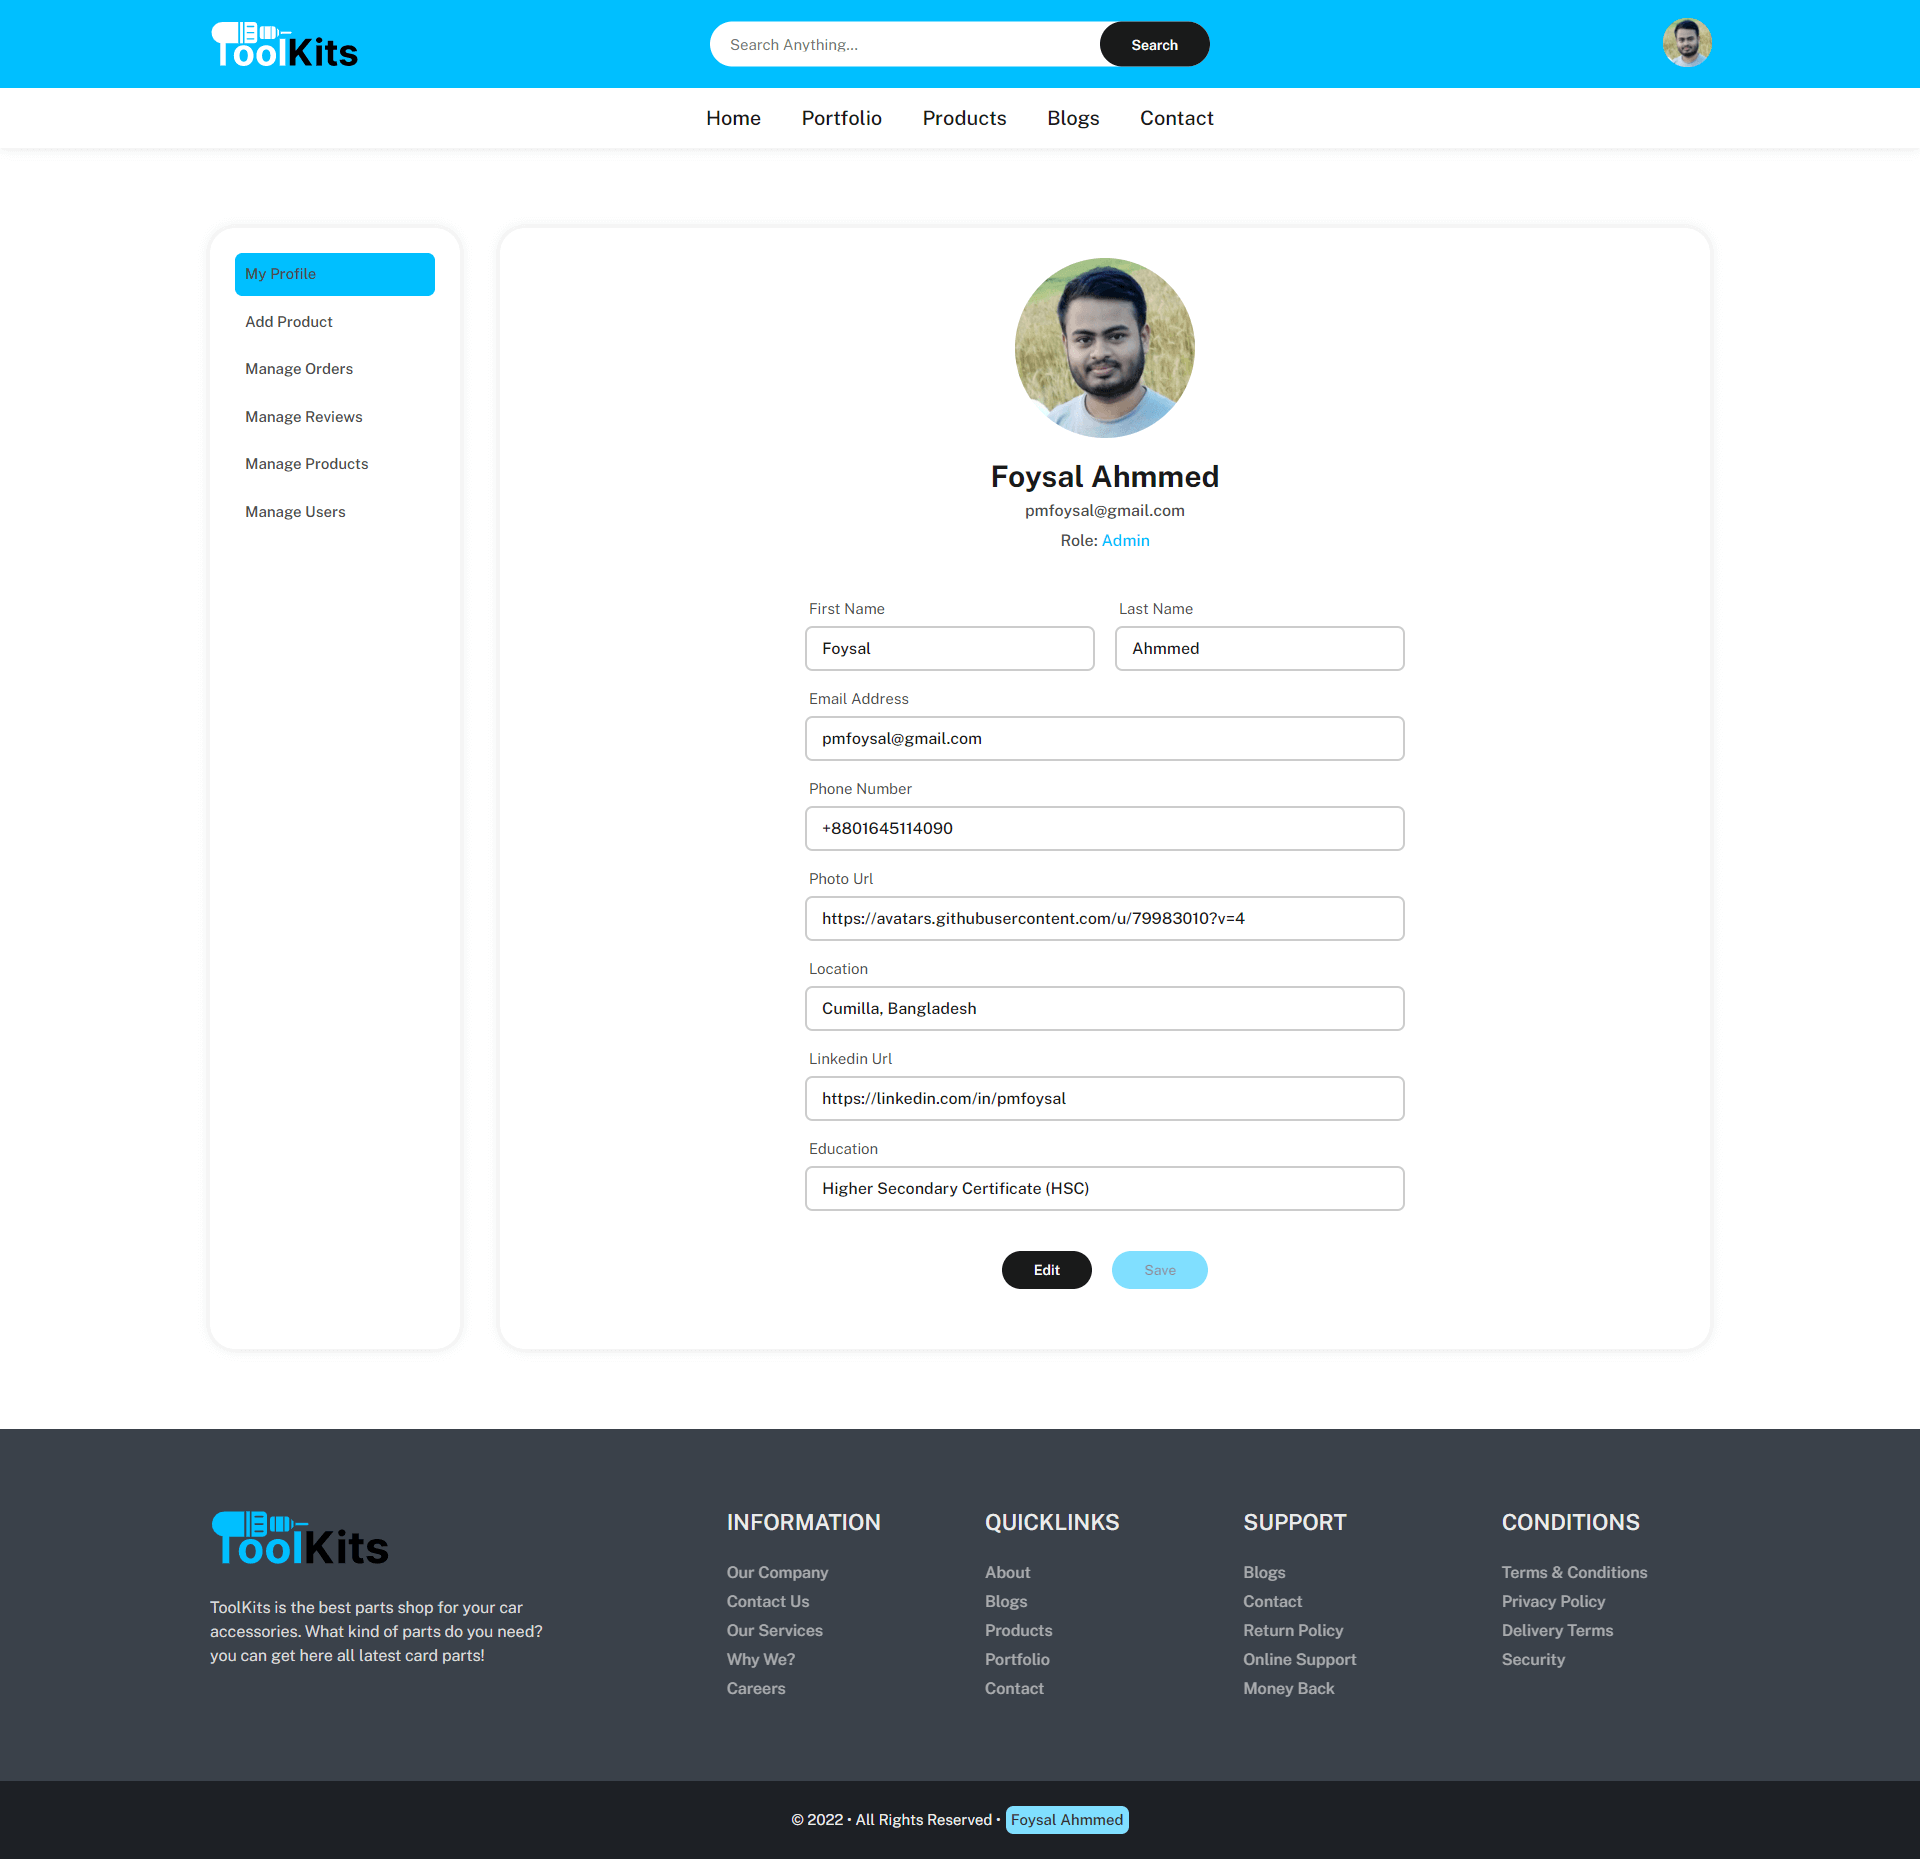 ToolKits
Search Anything...
Search
Home
Portfolio
Products
Blogs
Contact
My Profile
Add Product
Manage Orders
Manage Reviews
Manage Products
Manage Users
Foysal Ahmmed
pmfoysal@gmail.com
Role: Admin
First Name
Last Name
Foysal
Ahmmed
Email Address
pmfoysal@gmail.com
Phone Number
+8801645114090
Photo Url
https://avatars.githubusercontent.com/u/79983010?v=4
Location
Cumilla, Bangladesh
Linkedin Url
https://linkedin.com/in/pmfoysal
Education
Higher Secondary Certificate (HSC)
Edit
Save
ToolKits
ToolKits is the best parts shop for your car
accessories. What kind of parts do you need?
you can get here all latest card parts!
INFORMATION
Our Company
Contact Us
Our Services
Why We?
Careers
QUICKLINKS
About
Blogs
Products
Portfolio
Contact
SUPPORT
Blogs
Contact
Return Policy
Online Support
Money Back
CONDITIONS
Terms & Conditions
Privacy Policy
Delivery Terms
Security
© 2022 • All Rights Reserved • Foysal Ahmmed